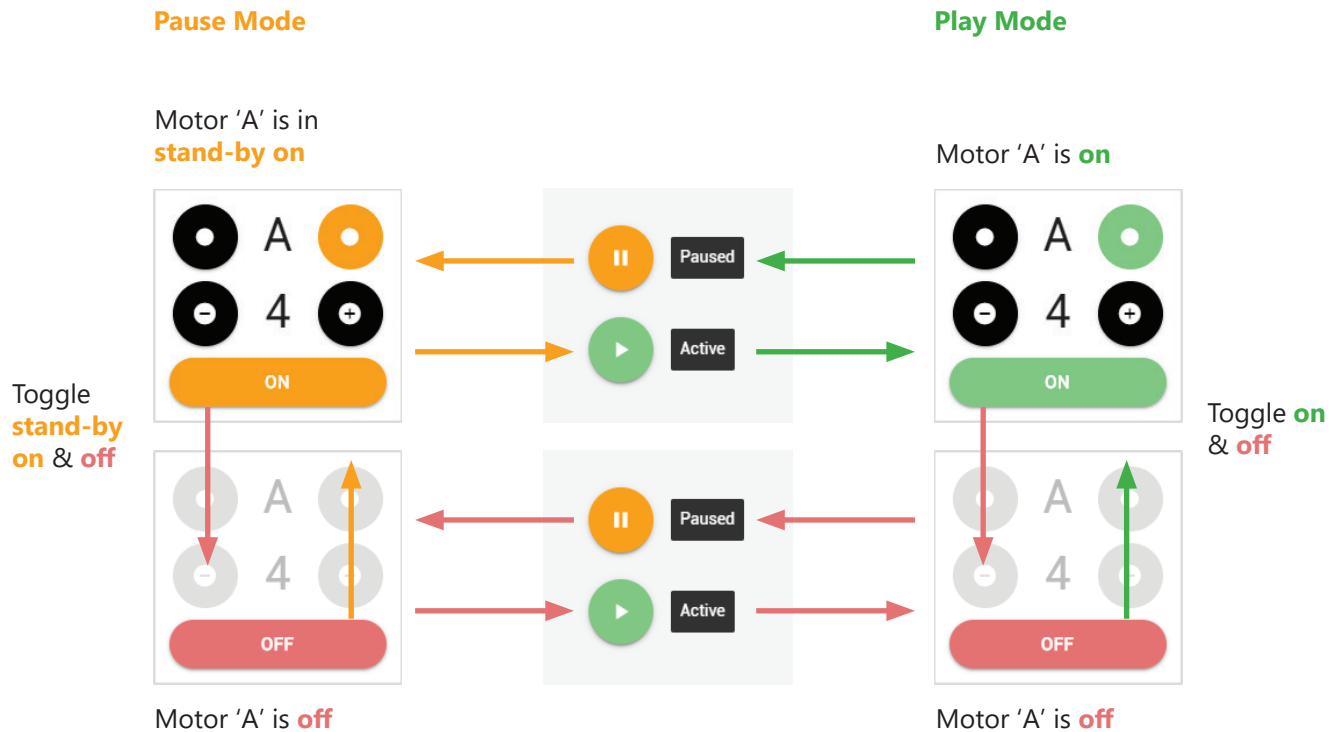 Pause Mode
Play Mode
Motor ‘A’ is in
stand-by on
Motor ‘A’ is on
A
4
ON
Paused
Active
A
4
ON
Toggle
stand-by
on & off
Toggle on
& off
A
4
OFF
Paused
Active
A
4
OFF
Motor ‘A’ is off
Motor ‘A’ is off